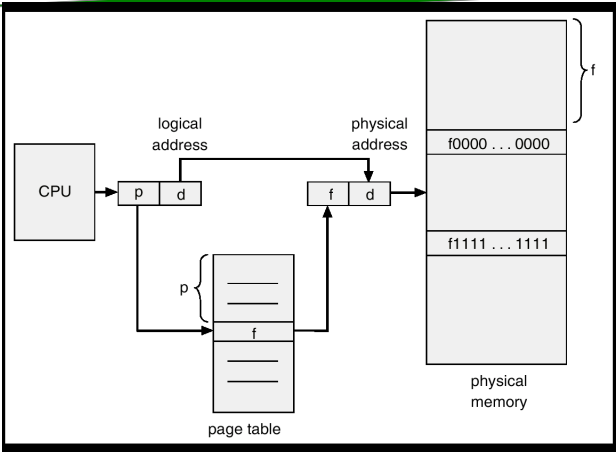 logical
address
physical
address
f
CPU
p d
f d
f0000 . . . 0000
f1111 . . . 1111
p
f
page table
physical
memory